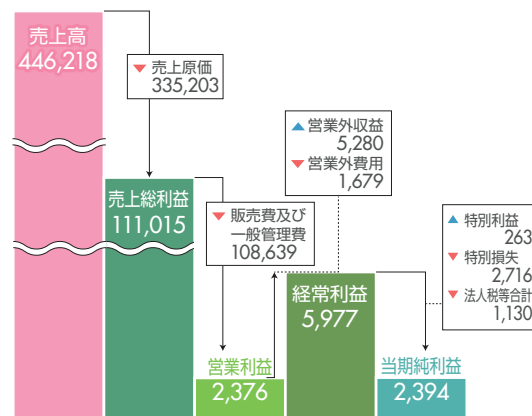 売上高
446,218
▼ 売上原価
335,203
売上総利益
111,015
▼ 販売費及び
一般管理費
108,639
営業利益
2,376
▲ 営業外収益
5,280
▼ 営業外費用
1,679
経常利益
5,977
▲ 特別利益
263
▼ 特別損失
2,716
▼ 法人税等合計
1,130
当期純利益
2,394